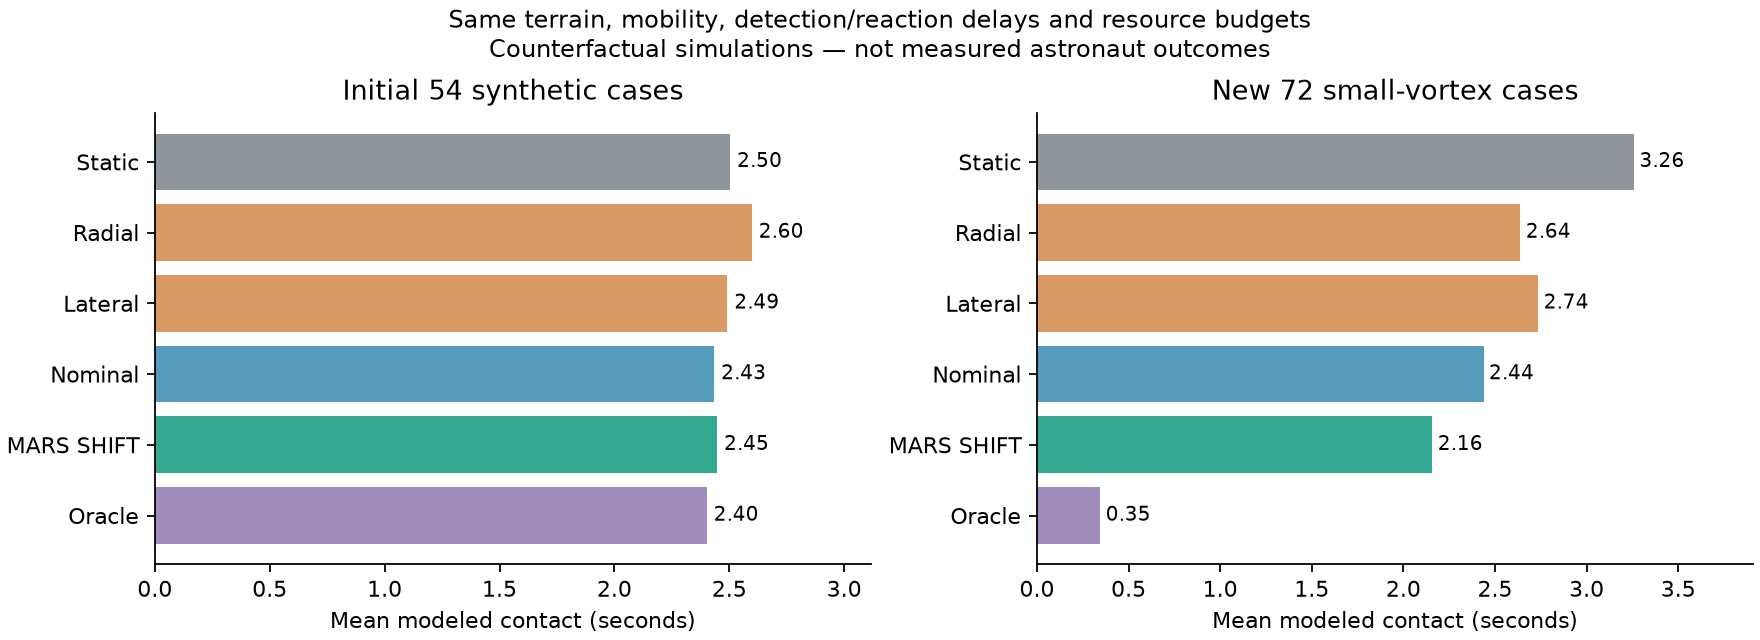 Same terrain, mobility, detection/reaction delays and resource budgets
Counterfactual simulations — not measured astronaut outcomes
Initial 54 synthetic cases
Static
2.50
Radial
2.60
Lateral
2.49
Nominal
2.43
MARS SHIFT
2.45
Oracle
2.40
0.0 0.5 1.0 1.5 2.0 2.5 3.0
Mean modeled contact (seconds)
New 72 small-vortex cases
Static
3.26
Radial
2.64
Lateral
2.74
Nominal
2.44
MARS SHIFT
2.16
Oracle
0.35
0.0 0.5 1.0 1.5 2.0 2.5 3.0 3.5
Mean modeled contact (seconds)